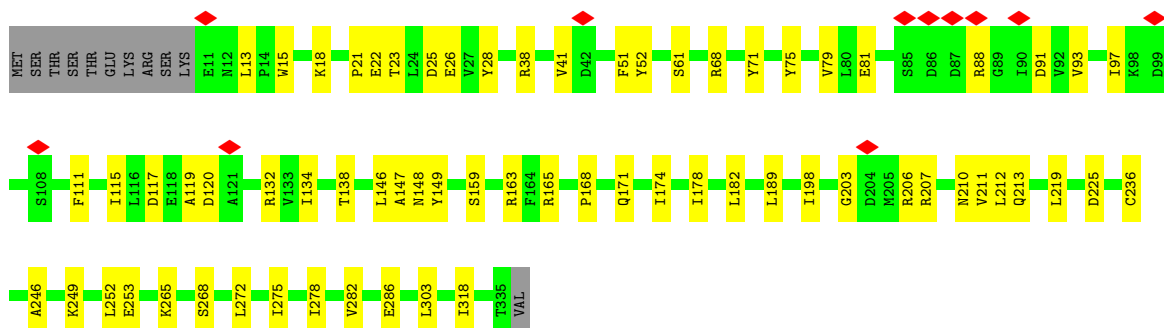 MET SER THR SER THR GLU LYS ARG SER LYS E11 N12 L13 P14 W15 K18 P21 E22 T23 L24 D25 E26 V27 Y28 R38 V41 D42 F51 Y52 S61 R68 Y71 Y75 V79 L80 E81 S85 D86 D87 R88 G89 I90 D91 V92 V93 I97 K98 D99
S108 F111 I115 L116 D117 E118 A119 D120 A121 R132 V133 I134 T138 L146 A147 N148 Y149 S159 R163 F164 R165 P168 Q171 I174 I178 L182 L189 I198 G203 D204 M205 R206 R207 N210 V211 L212 Q213 L219 D225 C236
A246 K249 L252 E253 K265 S268 L272 I275 I278 V282 E286 L303 I318 T335 VAL